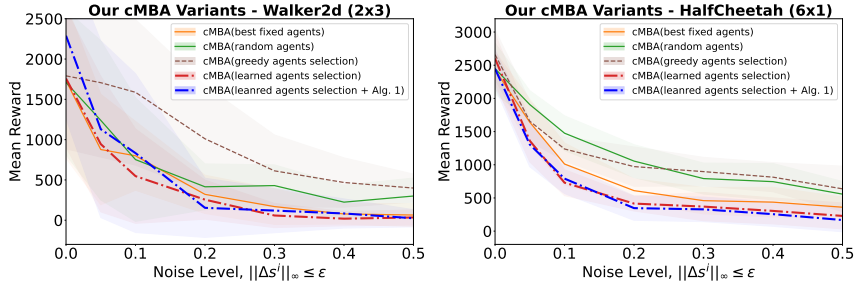 Our cMBA Variants - Walker2d (2x3)
2500
2000
1500
1000
500
0
0.0 0.1 0.2 0.3 0.4 0.5
Mean Reward
Noise Level, ||Δsⁱ||∞ ≤ ε
cMBA(best fixed agents)
cMBA(random agents)
cMBA(greedy agents selection)
cMBA(learned agents selection)
cMBA(leanred agents selection + Alg. 1)
Our cMBA Variants - HalfCheetah (6x1)
3000
2500
2000
1500
1000
500
0
0.0 0.1 0.2 0.3 0.4 0.5
Mean Reward
Noise Level, ||Δsⁱ||∞ ≤ ε
cMBA(best fixed agents)
cMBA(random agents)
cMBA(greedy agents selection)
cMBA(learned agents selection)
cMBA(leanred agents selection + Alg. 1)